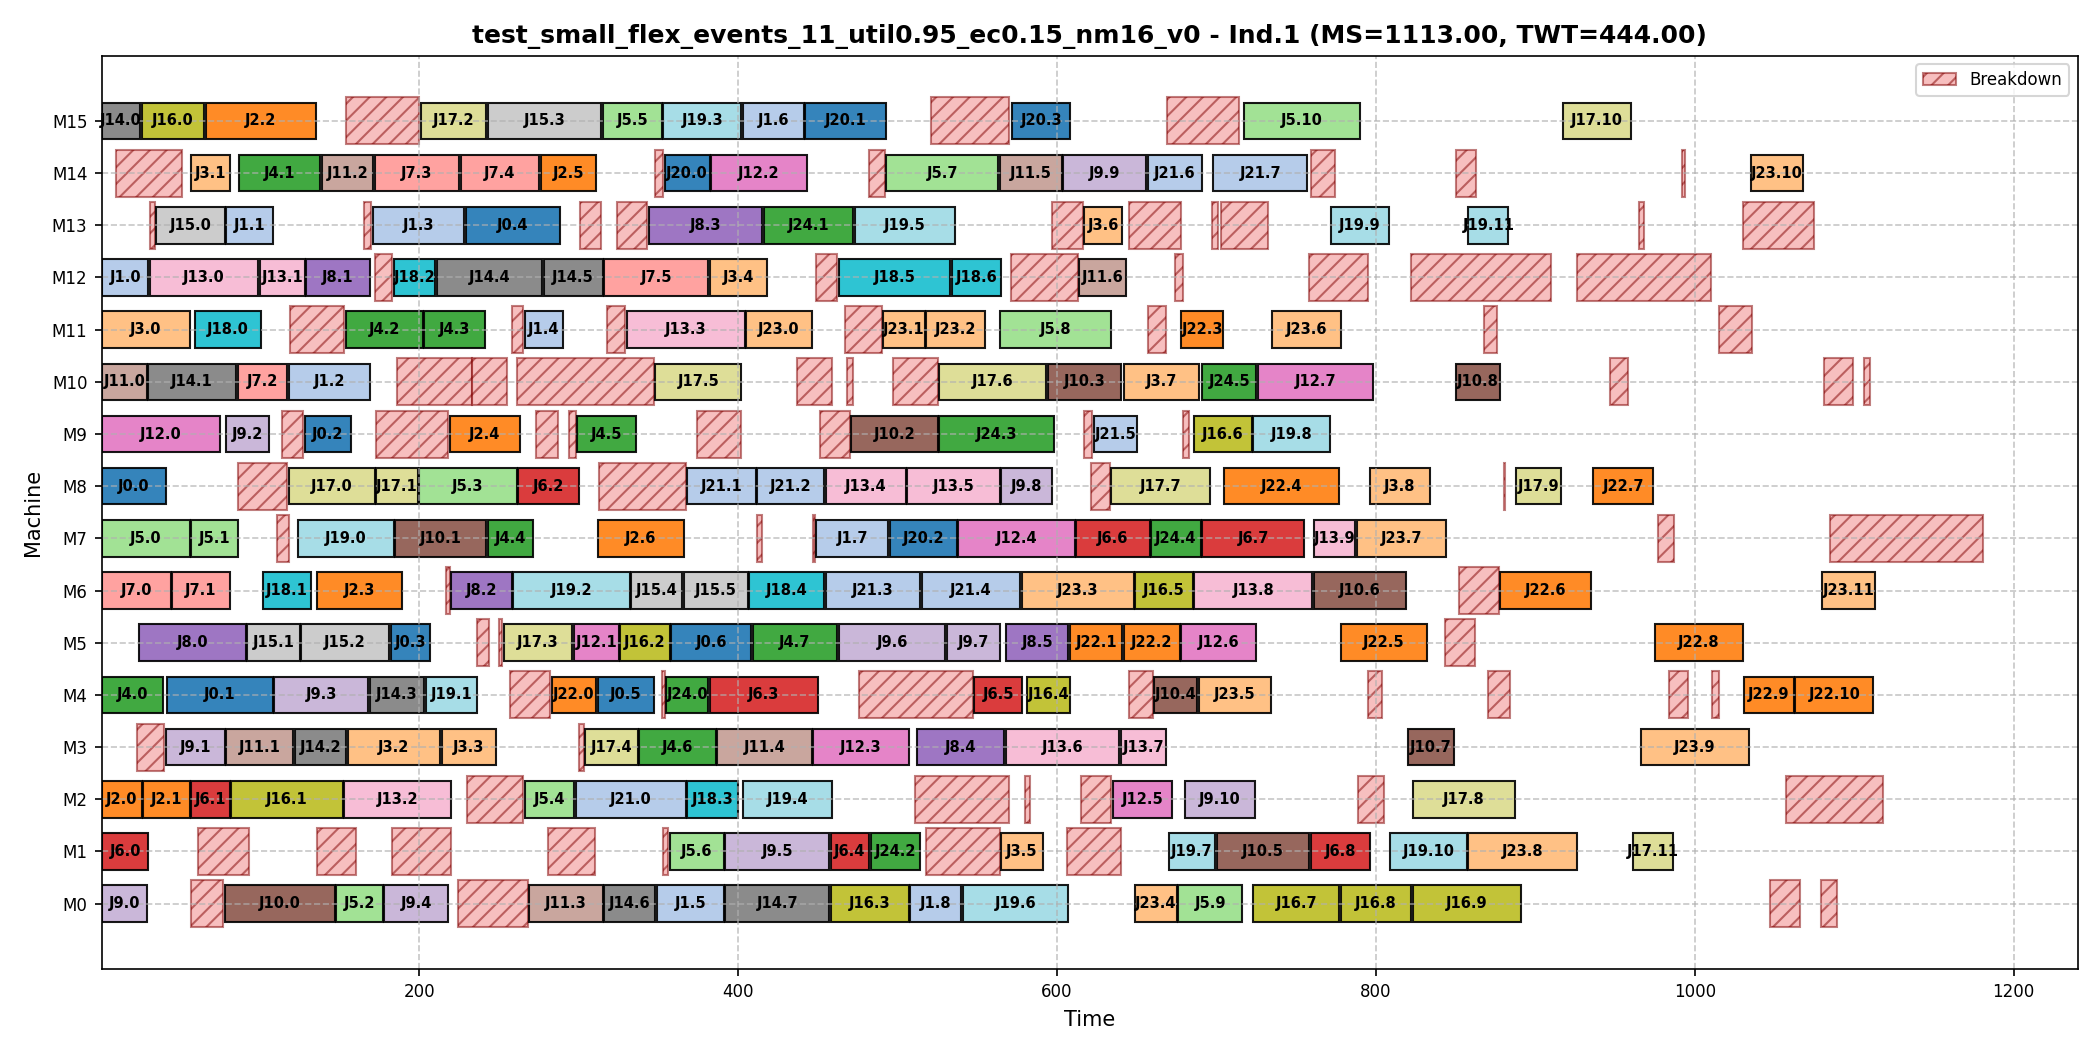 test_small_flex_events_11_util0.95_ec0.15_nm16_v0 - Ind.1 (MS=1113.00, TWT=444.00)
Breakdown
M15 J14.0 J16.0 J2.2 J17.2 J15.3 J5.5 J19.3 J1.6 J20.1 J20.3 J5.10 J17.10
M14 J3.1 J4.1 J11.2 J7.3 J7.4 J2.5 J20.0 J12.2 J5.7 J11.5 J9.9 J21.6 J21.7 J23.10
M13 J15.0 J1.1 J1.3 J0.4 J8.3 J24.1 J19.5 J3.6 J19.9 J19.11
M12 J1.0 J13.0 J13.1 J8.1 J18.2 J14.4 J14.5 J7.5 J3.4 J18.5 J18.6 J11.6
M11 J3.0 J18.0 J4.2 J4.3 J1.4 J13.3 J23.0 J23.1 J23.2 J5.8 J22.3 J23.6
M10 J11.0 J14.1 J7.2 J1.2 J17.5 J17.6 J10.3 J3.7 J24.5 J12.7 J10.8
M9 J12.0 J9.2 J0.2 J2.4 J4.5 J10.2 J24.3 J21.5 J16.6 J19.8
M8 J0.0 J17.0 J17.1 J5.3 J6.2 J21.1 J21.2 J13.4 J13.5 J9.8 J17.7 J22.4 J3.8 J17.9 J22.7
M7 J5.0 J5.1 J19.0 J10.1 J4.4 J2.6 J1.7 J20.2 J12.4 J6.6 J24.4 J6.7 J13.9 J23.7
M6 J7.0 J7.1 J18.1 J2.3 J8.2 J19.2 J15.4 J15.5 J18.4 J21.3 J21.4 J23.3 J16.5 J13.8 J10.6 J22.6 J23.11
M5 J8.0 J15.1 J15.2 J0.3 J17.3 J12.1 J16.2 J0.6 J4.7 J9.6 J9.7 J8.5 J22.1 J22.2 J12.6 J22.5 J22.8
M4 J4.0 J0.1 J9.3 J14.3 J19.1 J22.0 J0.5 J24.0 J6.3 J6.5 J16.4 J10.4 J23.5 J22.9 J22.10
M3 J9.1 J11.1 J14.2 J3.2 J3.3 J17.4 J4.6 J11.4 J12.3 J8.4 J13.6 J13.7 J10.7 J23.9
M2 J2.0 J2.1 J6.1 J16.1 J13.2 J5.4 J21.0 J18.3 J19.4 J12.5 J9.10 J17.8
M1 J6.0 J5.6 J9.5 J6.4 J24.2 J3.5 J19.7 J10.5 J6.8 J19.10 J23.8 J17.11
M0 J9.0 J10.0 J5.2 J9.4 J11.3 J14.6 J1.5 J14.7 J16.3 J1.8 J19.6 J23.4 J5.9 J16.7 J16.8 J16.9
Machine
200 400 600 800 1000 1200
Time